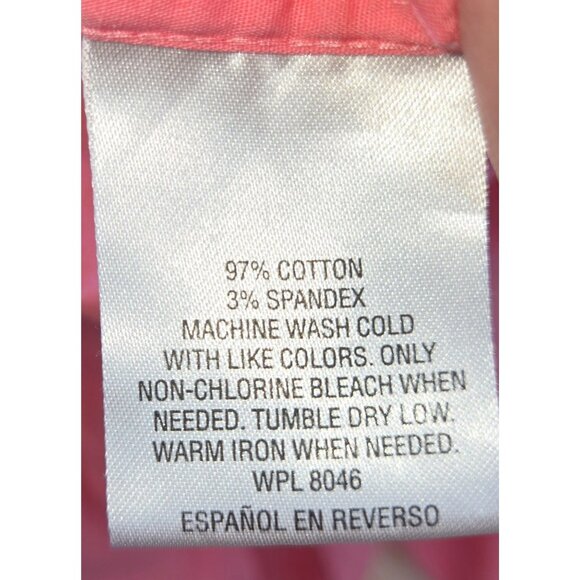 97% COTTON
3% SPANDEX
MACHINE WASH COLD
WITH LIKE COLORS. ONLY
NON-CHLORINE BLEACH WHEN
NEEDED. TUMBLE DRY LOW.
WARM IRON WHEN NEEDED.
WPL 8046
ESPAÑOL EN REVERSO